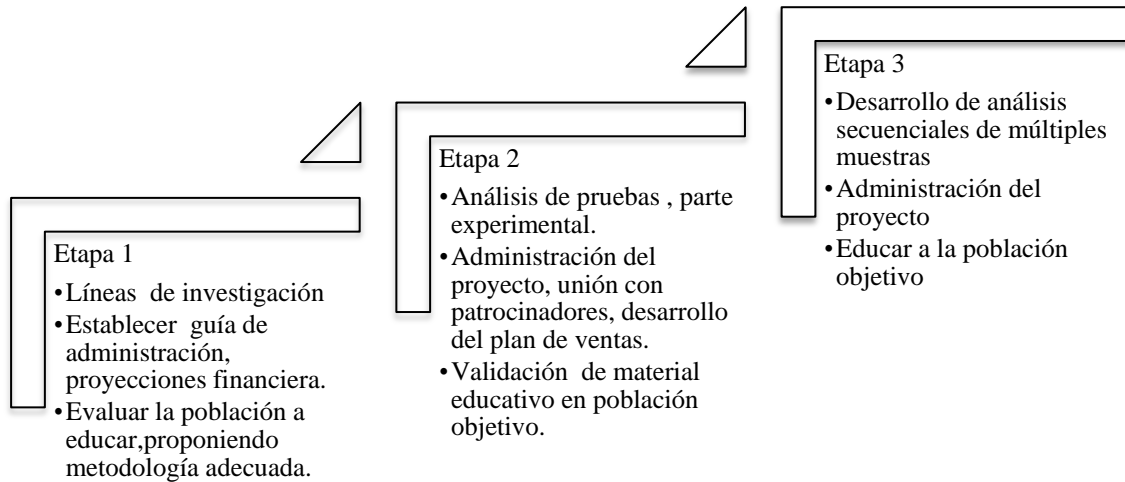 Etapa 1
•Líneas de investigación
•Establecer guía de
administración,
proyecciones financiera.
•Evaluar la población a
educar,proponiendo
metodología adecuada.
Etapa 2
•Análisis de pruebas , parte
experimental.
•Administración del
proyecto, unión con
patrocinadores, desarrollo
del plan de ventas.
•Validación de material
educativo en población
objetivo.
Etapa 3
•Desarrollo de análisis
secuenciales de múltiples
muestras
•Administración del
proyecto
•Educar a la población
objetivo